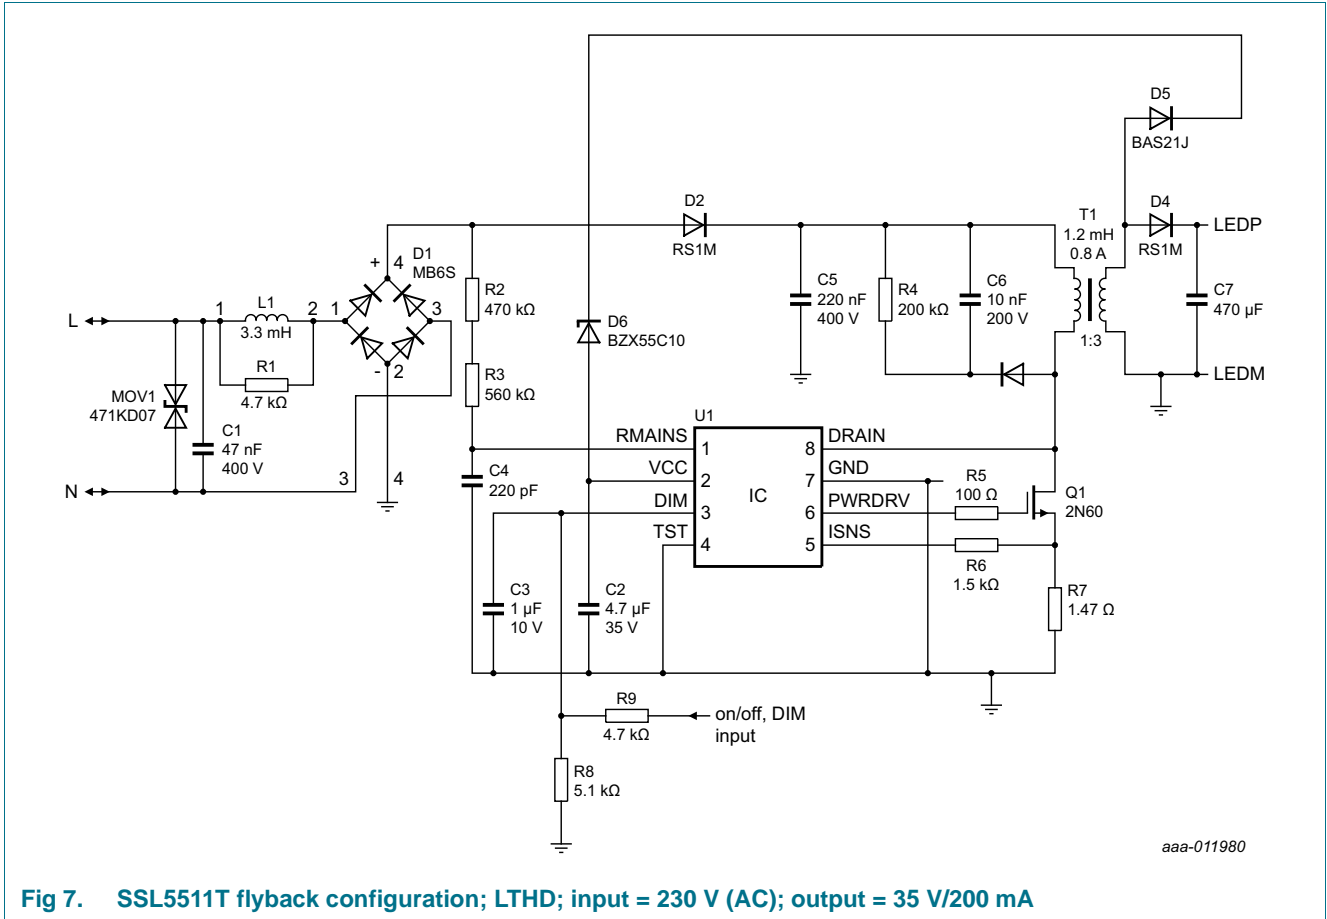 D5
BAS21J
D2
RS1M
T1
1.2 mH
0.8 A
D4
RS1M
LEDP
+
4
D1
MB6S
C5
220 nF
400 V
R4
200 kΩ
C6
10 nF
200 V
C7
470 µF
R2
470 kΩ
L
1
L1
2
3.3 mH
1
3
D6
BZX55C10
1:3
R1
4.7 kΩ
-
2
R3
560 kΩ
LEDM
MOV1
471KD07
C1
47 nF
400 V
U1
RMAINS
1
8
DRAIN
C4
220 pF
VCC
2
7
GND
IC
R5
100 Ω
N
3
4
DIM
3
6
PWRDRV
Q1
2N60
TST
4
5
ISNS
R6
1.5 kΩ
C3
1 µF
10 V
C2
4.7 µF
35 V
R7
1.47 Ω
R9
4.7 kΩ
on/off, DIM
input
R8
5.1 kΩ
aaa-011980
Fig 7. SSL5511T flyback configuration; LTHD; input = 230 V (AC); output = 35 V/200 mA